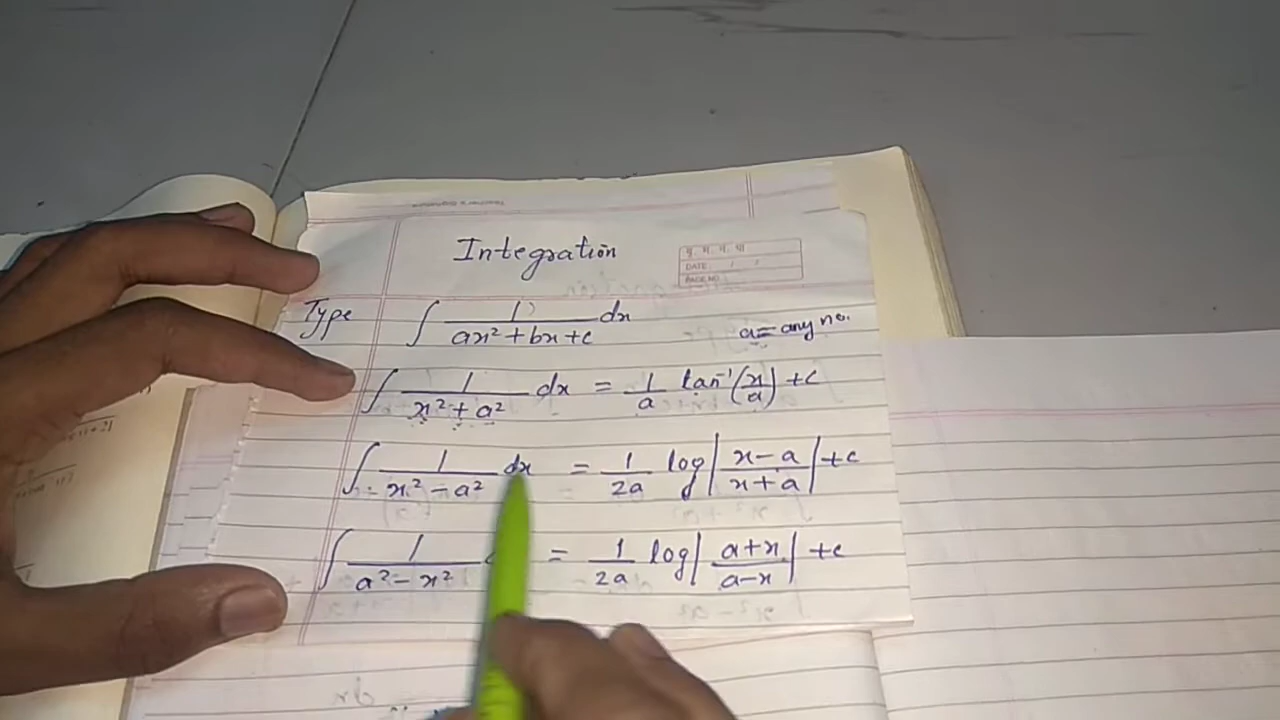 Integration
पु. म. प. पा
DATE / /
PAGE NO
Type ∫ 1/(ax²+bx+c) dx
a = any no.
∫ 1/(x²+a²) dx = 1/a tan⁻¹(x/a) + c
∫ 1/(x²-a²) dx = 1/2a log|(x-a)/(x+a)| + c
∫ 1/(a²-x²) = 1/2a log|(a+x)/(a-x)| + c